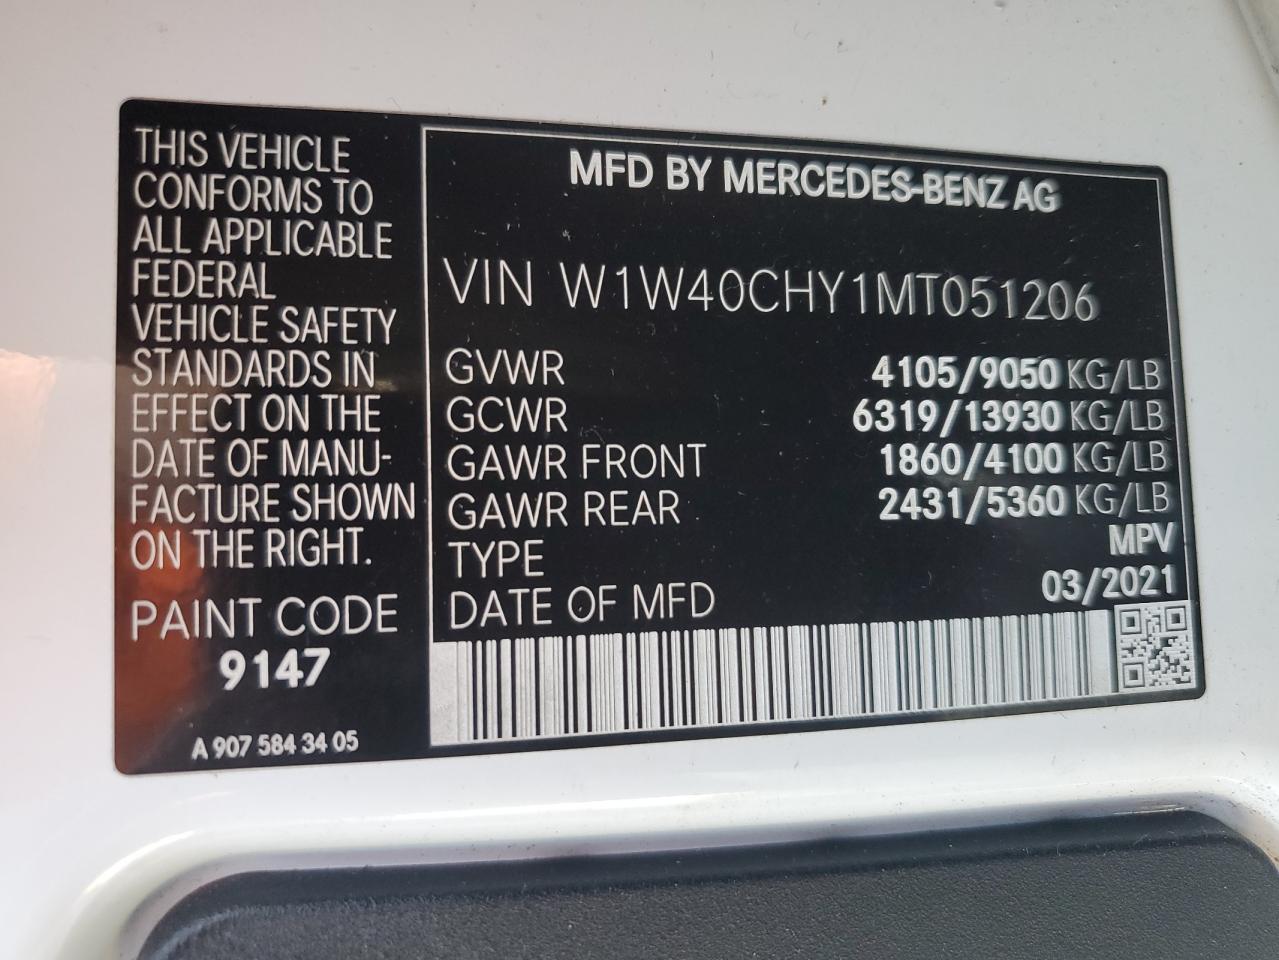 THIS VEHICLE
CONFORMS TO
ALL APPLICABLE
FEDERAL
VEHICLE SAFETY
STANDARDS IN
EFFECT ON THE
DATE OF MANU-
FACTURE SHOWN
ON THE RIGHT.
PAINT CODE
9147
A 907 584 34 05
MFD BY MERCEDES-BENZ AG
VIN W1W40CHY1MT051206
GVWR 4105/9050 KG/LB
GCWR 6319/13930 KG/LB
GAWR FRONT 1860/4100 KG/LB
GAWR REAR 2431/5360 KG/LB
TYPE MPV
DATE OF MFD 03/2021